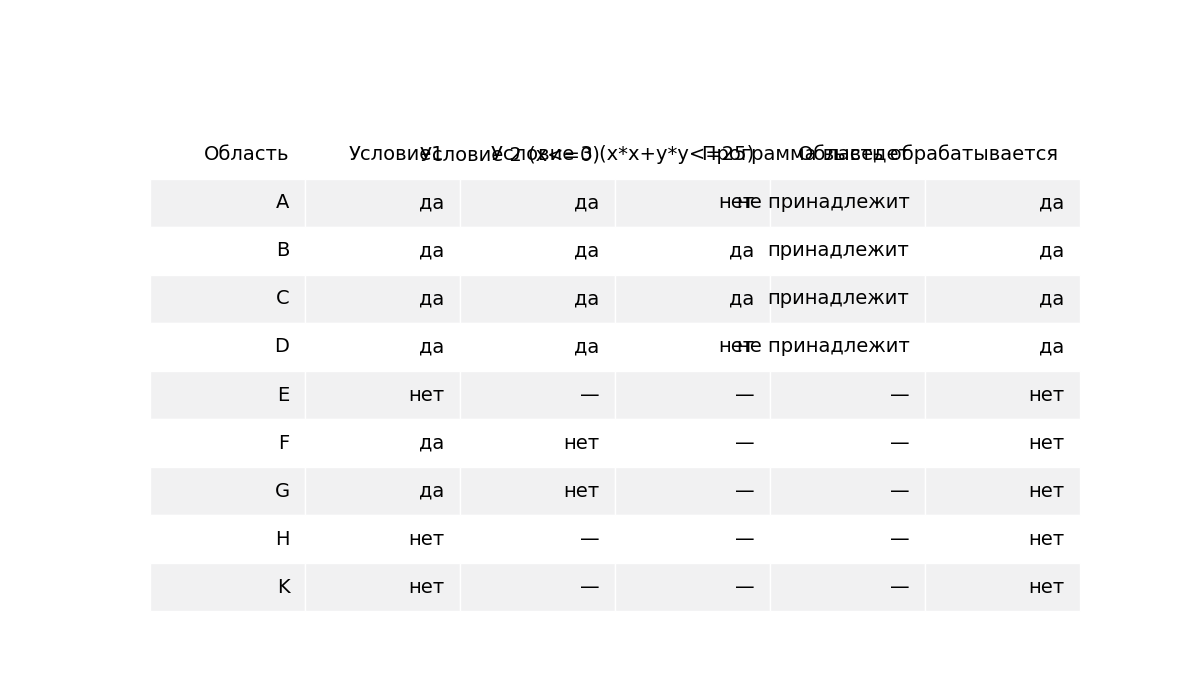 Область Условие1 Условие 2 (x<=0) Условие 3 (x*x+y*y<=25) Программа выведет Область обрабатывается
A да да нет не принадлежит да
B да да да принадлежит да
C да да да принадлежит да
D да да нет не принадлежит да
E нет — — — нет
F да нет — — нет
G да нет — — нет
H нет — — — нет
K нет — — — нет